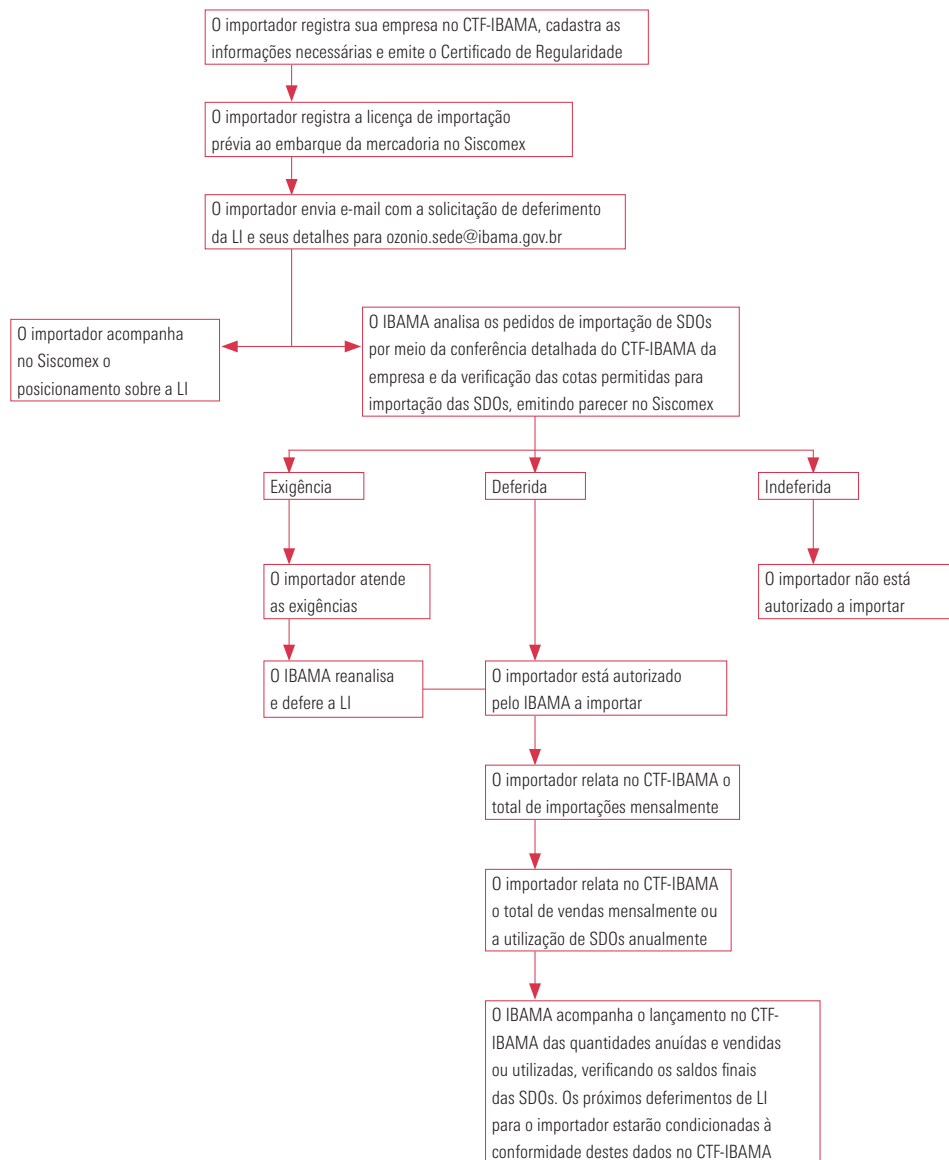 O importador registra sua empresa no CTF-IBAMA, cadastra as
informações necessárias e emite o Certificado de Regularidade
O importador registra a licença de importação
prévia ao embarque da mercadoria no Siscomex
O importador envia e-mail com a solicitação de deferimento
da LI e seus detalhes para ozonio.sede@ibama.gov.br
O importador acompanha
no Siscomex o
posicionamento sobre a LI
O IBAMA analisa os pedidos de importação de SDOs
por meio da conferência detalhada do CTF-IBAMA da
empresa e da verificação das cotas permitidas para
importação das SDOs, emitindo parecer no Siscomex
Exigência
Deferida
Indeferida
O importador atende
as exigências
O importador não está
autorizado a importar
O IBAMA reanalisa
e defere a LI
O importador está autorizado
pelo IBAMA a importar
O importador relata no CTF-IBAMA o
total de importações mensalmente
O importador relata no CTF-IBAMA
o total de vendas mensalmente ou
a utilização de SDOs anualmente
O IBAMA acompanha o lançamento no CTF-
IBAMA das quantidades anuídas e vendidas
ou utilizadas, verificando os saldos finais
das SDOs. Os próximos deferimentos de LI
para o importador estarão condicionadas à
conformidade destes dados no CTF-IBAMA